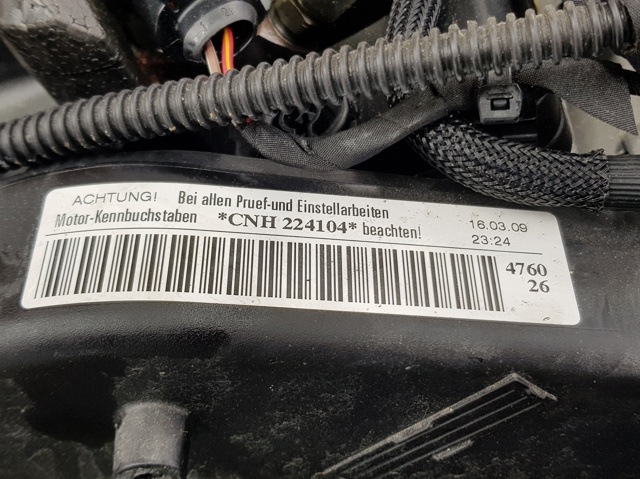 ACHTUNG! Bei allen Pruef-und Einstellarbeiten
Motor-Kennbuchstaben *CNH 224104* beachten!
16.03.09
23:24
4760
26